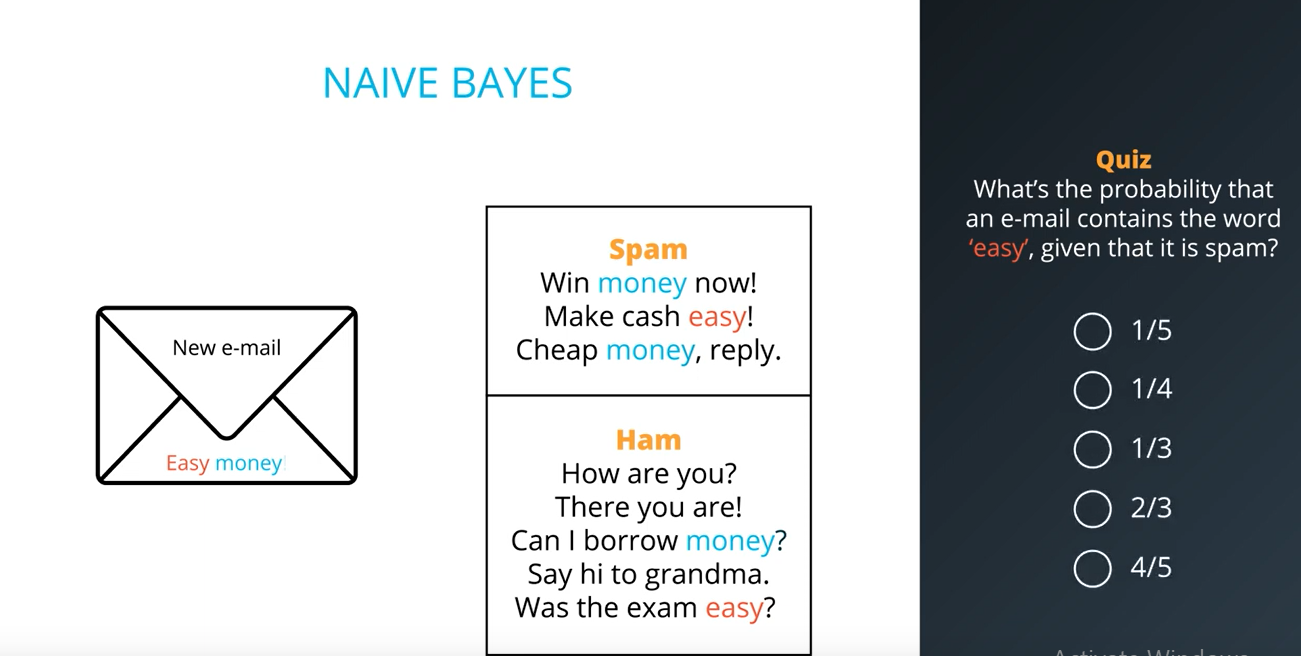 NAIVE BAYES
New e-mail
Easy money
Spam
Win money now!
Make cash easy!
Cheap money, reply.
Ham
How are you?
There you are!
Can I borrow money?
Say hi to grandma.
Was the exam easy?
Quiz
What’s the probability that
an e-mail contains the word
‘easy’, given that it is spam?
1/5
1/4
1/3
2/3
4/5
Activate Windows